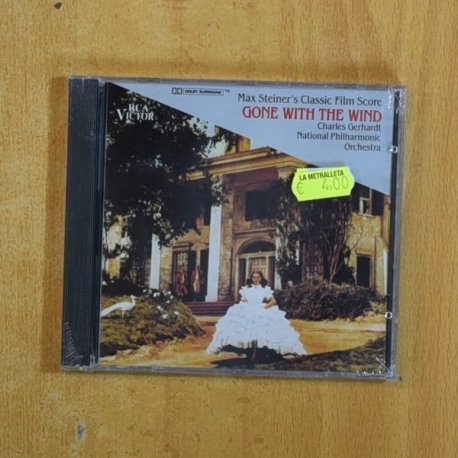 DOLBY SURROUND™
RCA
VICTOR
Max Steiner's Classic Film Score
GONE WITH THE WIND
Charles Gerhardt
National Philharmonic
Orchestra
LA METRALLETA
€ 4.00